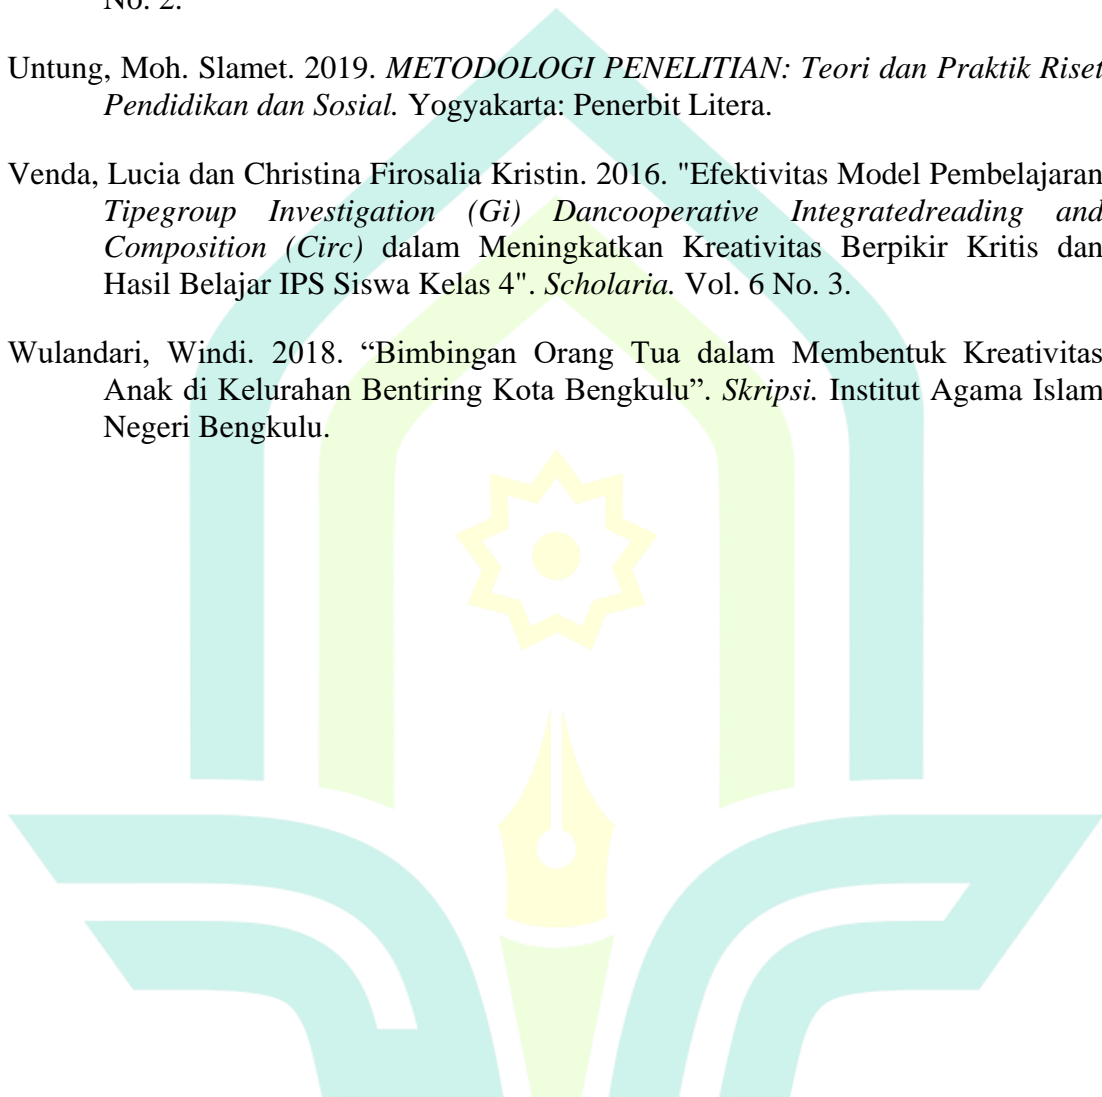 No. 2.
Untung, Moh. Slamet. 2019. METODOLOGI PENELITIAN: Teori dan Praktik Riset
Pendidikan dan Sosial. Yogyakarta: Penerbit Litera.
Venda, Lucia dan Christina Firosalia Kristin. 2016. "Efektivitas Model Pembelajaran
Tipegroup Investigation (Gi) Dancooperative Integratedreading and
Composition (Circ) dalam Meningkatkan Kreativitas Berpikir Kritis dan
Hasil Belajar IPS Siswa Kelas 4". Scholaria. Vol. 6 No. 3.
Wulandari, Windi. 2018. “Bimbingan Orang Tua dalam Membentuk Kreativitas
Anak di Kelurahan Bentiring Kota Bengkulu”. Skripsi. Institut Agama Islam
Negeri Bengkulu.